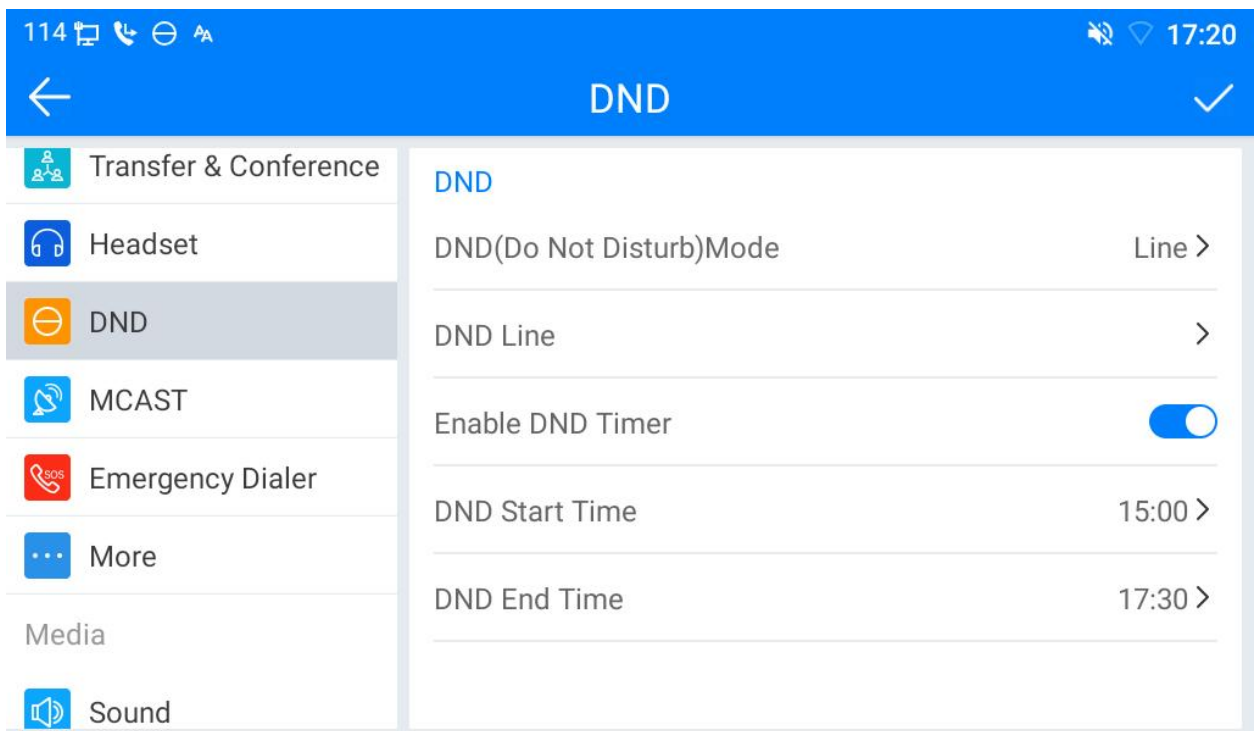 114 17:20
DND
Transfer & Conference
Headset
DND
MCAST
SOS
Emergency Dialer
More
Media
Sound
DND
DND(Do Not Disturb)Mode Line
DND Line
Enable DND Timer
DND Start Time 15:00
DND End Time 17:30